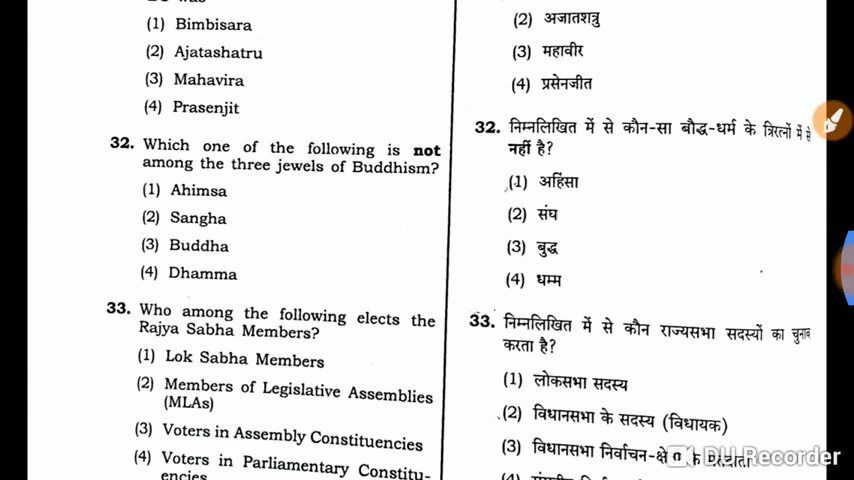 was
(1) Bimbisara
(2) Ajatashatru
(3) Mahavira
(4) Prasenjit
32. Which one of the following is not
among the three jewels of Buddhism?
(1) Ahimsa
(2) Sangha
(3) Buddha
(4) Dhamma
33. Who among the following elects the
Rajya Sabha Members?
(1) Lok Sabha Members
(2) Members of Legislative Assemblies
(MLAs)
(3) Voters in Assembly Constituencies
(4) Voters in Parliamentary Constitu-
encies
(2) अजातशत्रु
(3) महावीर
(4) प्रसेनजीत
32. निम्नलिखित में से कौन-सा बौद्ध-धर्म के त्रिरत्नों में से
नहीं है?
(1) अहिंसा
(2) संघ
(3) बुद्ध
(4) धम्म
33. निम्नलिखित में से कौन राज्यसभा सदस्यों का चुनाव
करता है?
(1) लोकसभा सदस्य
(2) विधानसभा के सदस्य (विधायक)
(3) विधानसभा निर्वाचन-क्षेत्र के मतदाता
(4)
DU Recorder